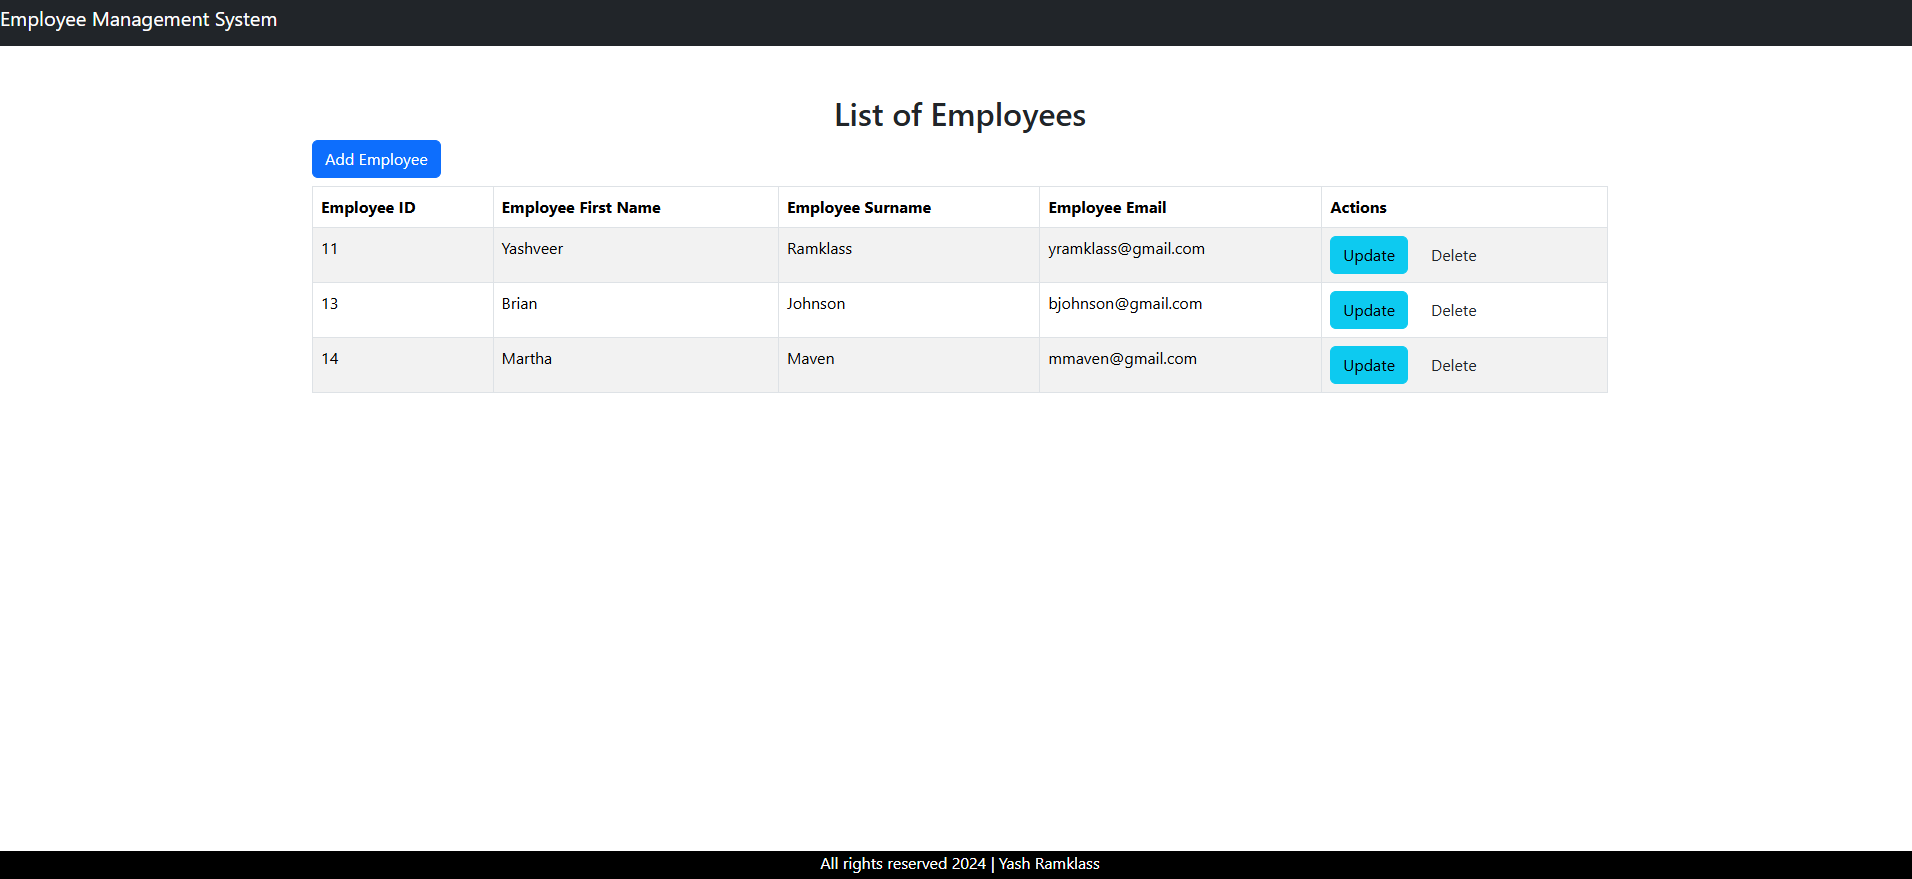 Employee Management System
List of Employees
Add Employee
Employee ID Employee First Name Employee Surname Employee Email Actions
11 Yashveer Ramklass yramklass@gmail.com Update Delete
13 Brian Johnson bjohnson@gmail.com Update Delete
14 Martha Maven mmaven@gmail.com Update Delete
All rights reserved 2024 | Yash Ramklass